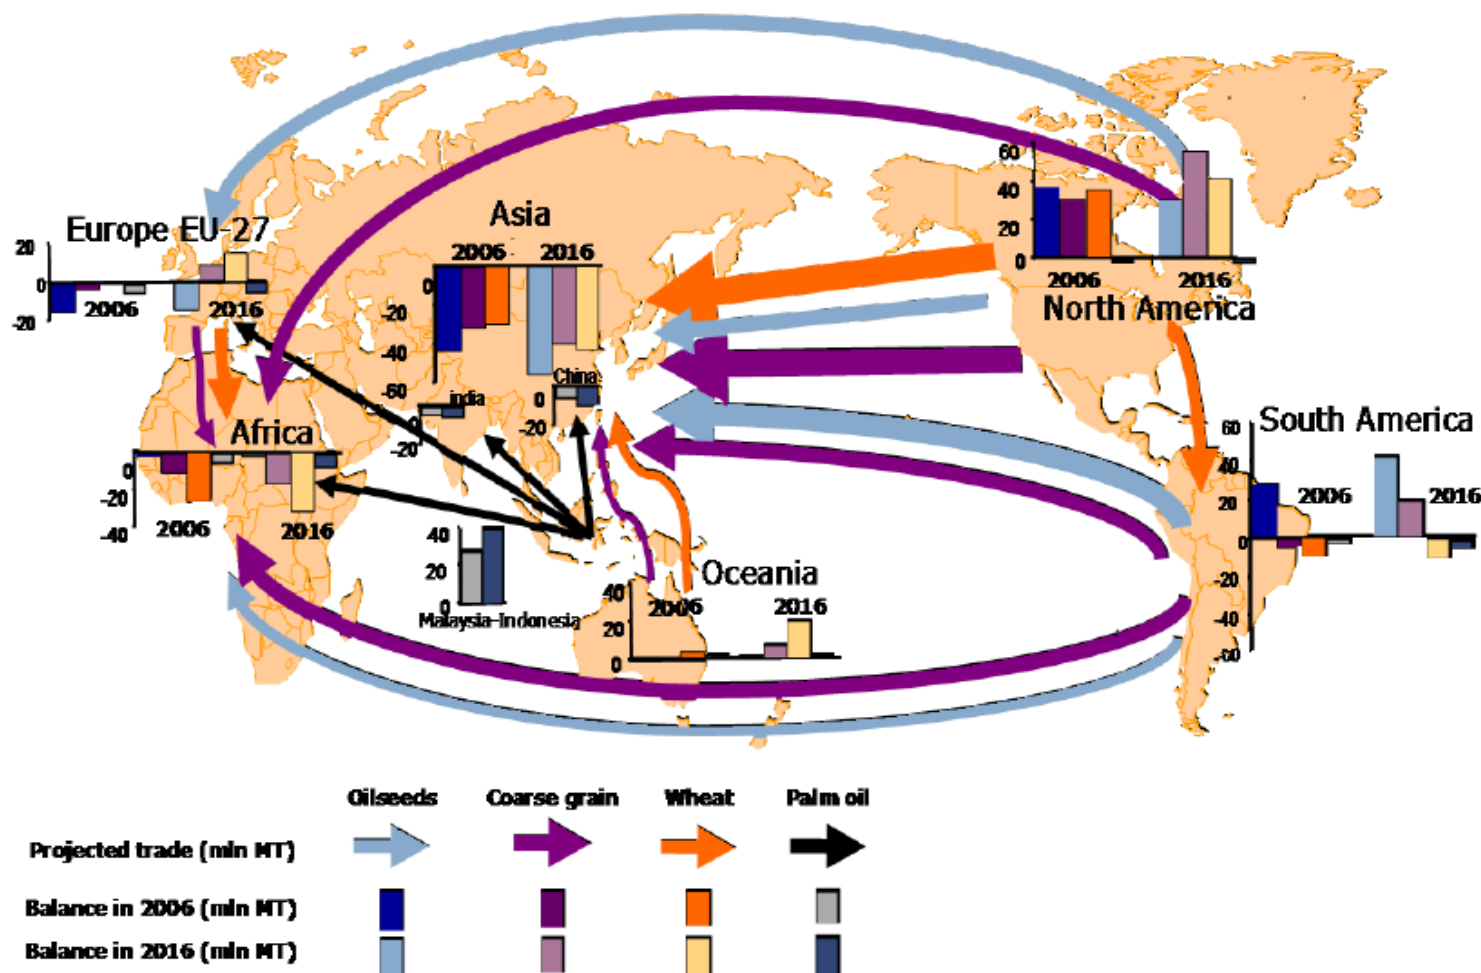 Europe EU-27
20
0
-20
2006
2016
Asia
2006
2016
0
-20
-40
-60
india
0
-20
China
0
-20
60
40
20
0
2006
2016
North America
South America
60
40
20
0
-20
-40
-60
2006
2016
Africa
0
-20
-40
2006
2016
40
20
0
Malaysia-Indonesia
Oceania
40
20
0
2006
2016
Oilseeds
Coarse grain
Wheat
Palm oil
Projected trade (mln MT)
Balance in 2006 (mln MT)
Balance in 2016 (mln MT)